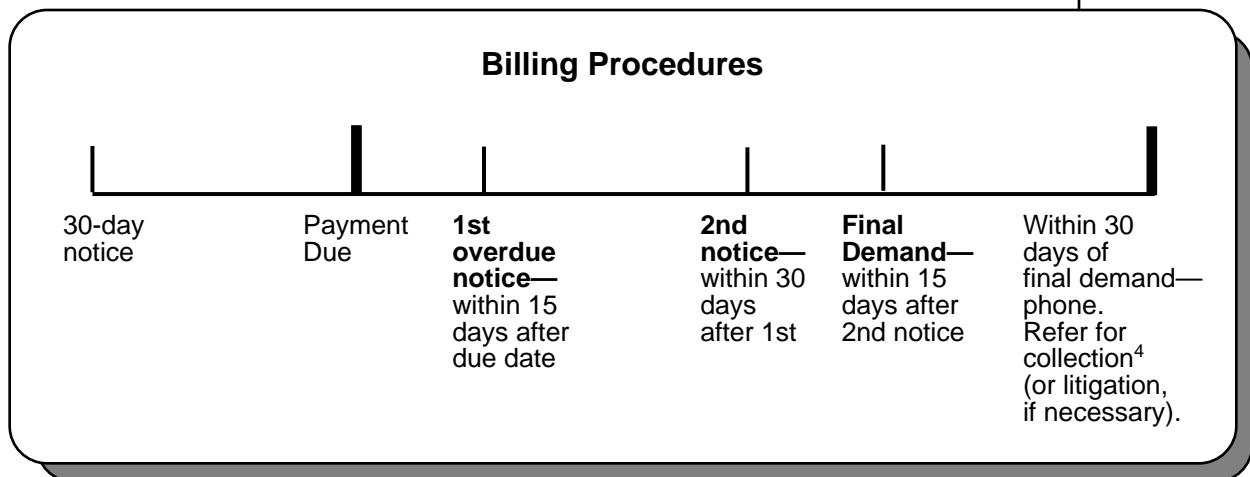 Billing Procedures
30-day
notice
Payment
Due
1st
overdue
notice—
within 15
days after
due date
2nd
notice—
within 30
days
after 1st
Final
Demand—
within 15
days after
2nd notice
Within 30
days of
final demand—
phone.
Refer for
collection⁴
(or litigation,
if necessary).